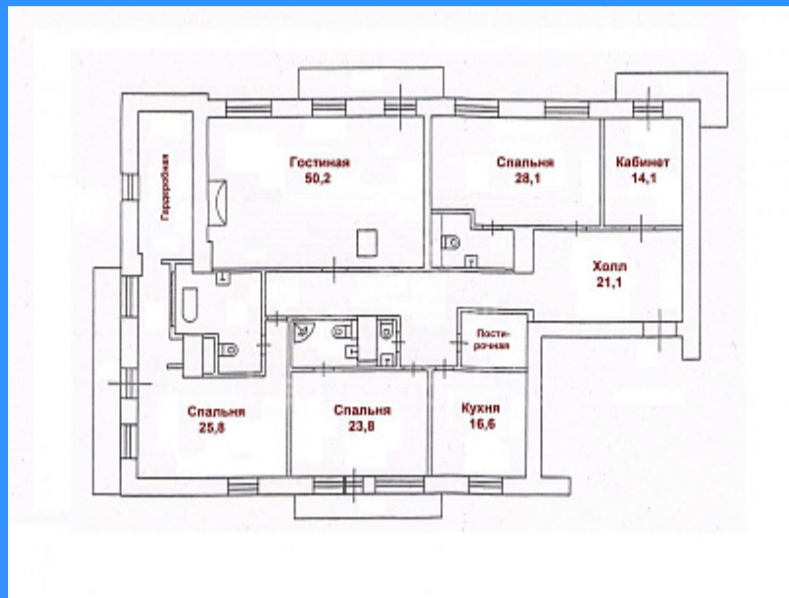 Гардеробная
Гостиная
50,2
Спальня
28,1
Кабинет
14,1
Холл
21,1
Пости-
рочная
Спальня
25,8
Спальня
23,8
Кухня
16,6